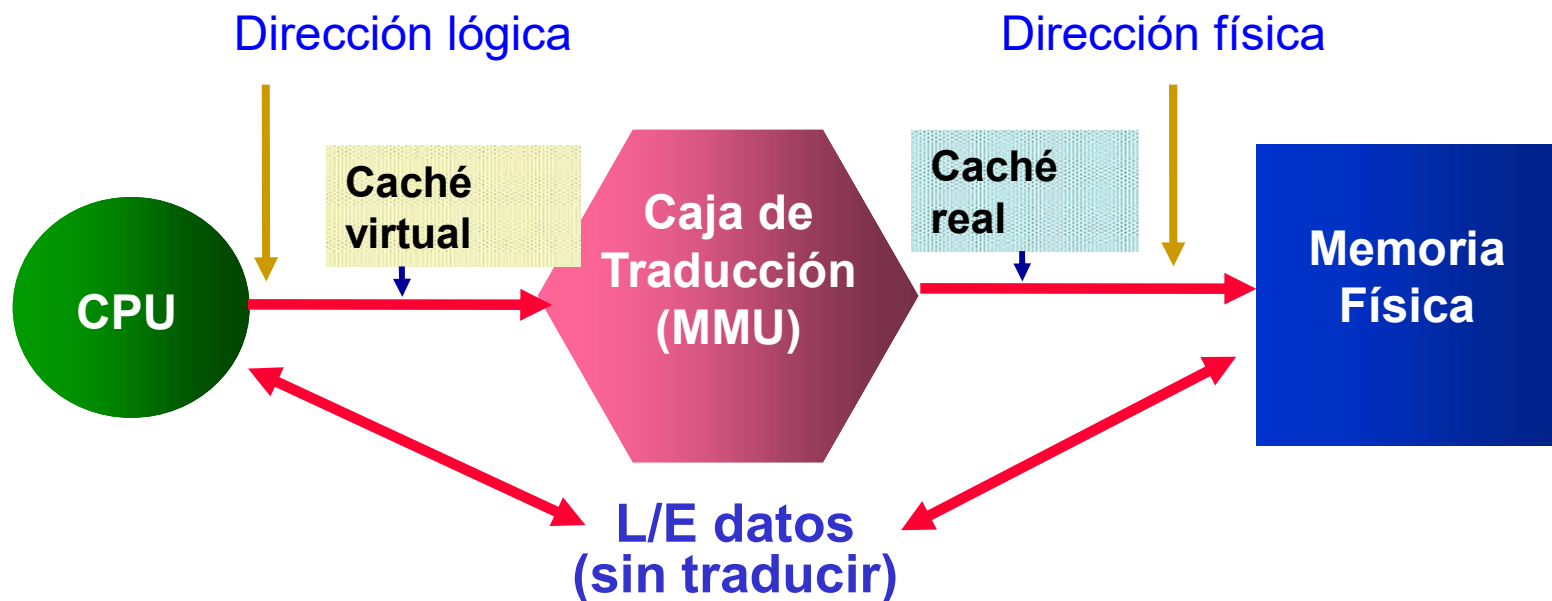 Dirección lógica
Dirección física
Caché
virtual
Caché
real
Caja de
Traducción
(MMU)
CPU
Memoria
Física
L/E datos
(sin traducir)